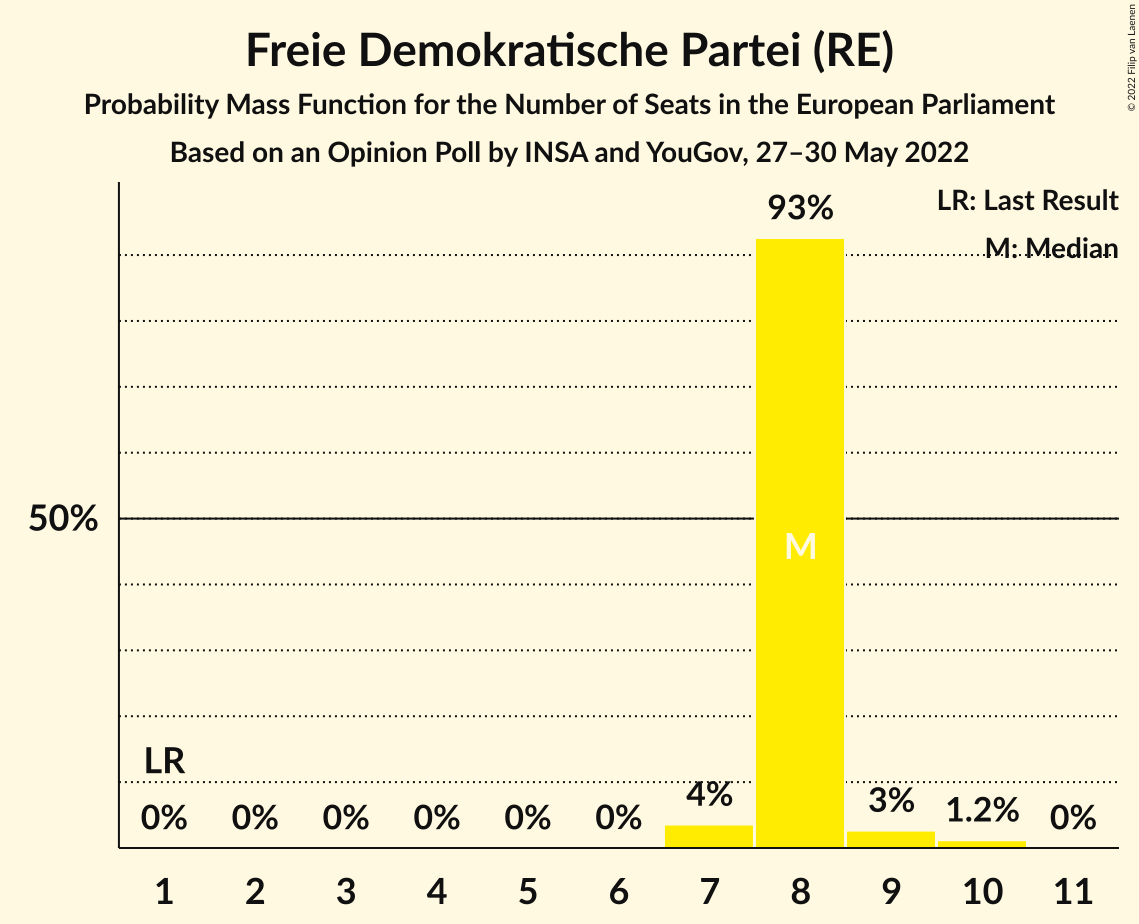 Freie Demokratische Partei (RE)
Probability Mass Function for the Number of Seats in the European Parliament
Based on an Opinion Poll by INSA and YouGov, 27–30 May 2022
© 2022 Filip van Laenen
LR: Last Result
M: Median
93%
50%
M
LR
0% 0% 0% 0% 0% 0% 4% 3% 1.2% 0%
1 2 3 4 5 6 7 8 9 10 11